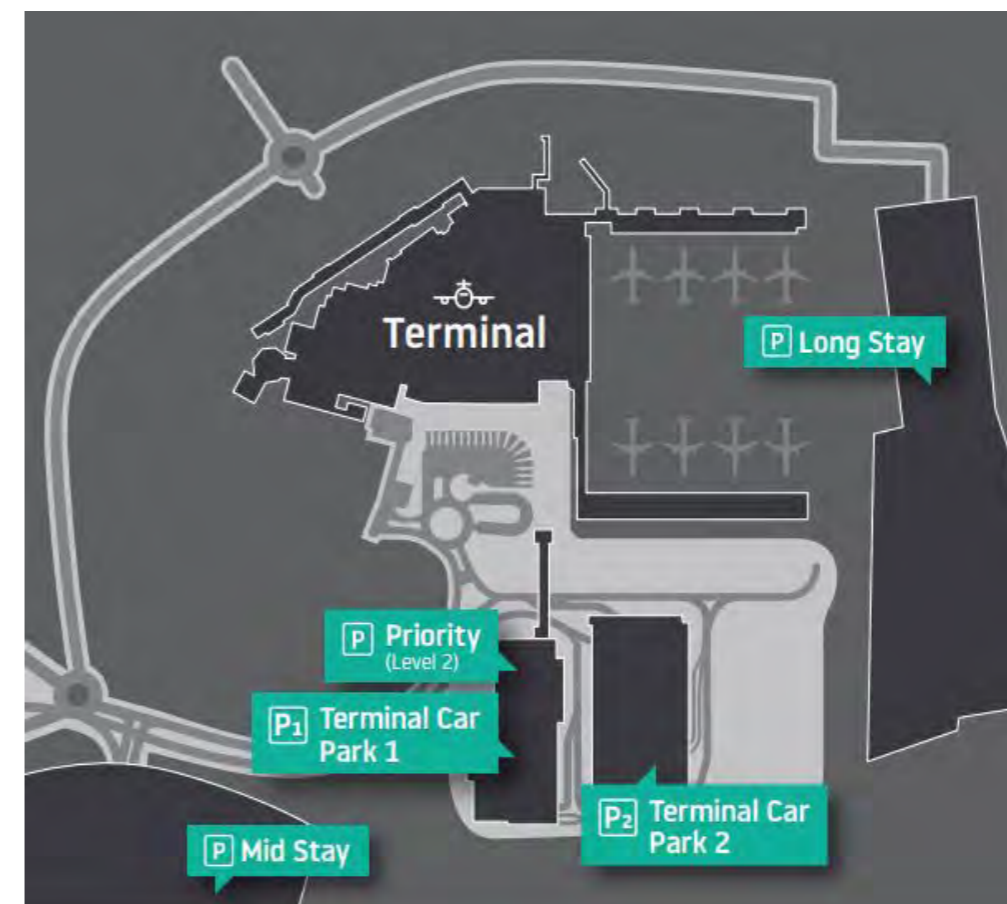 Terminal
P Long Stay
P Priority
(Level 2)
P1 Terminal Car
Park 1
P2 Terminal Car
Park 2
P Mid Stay